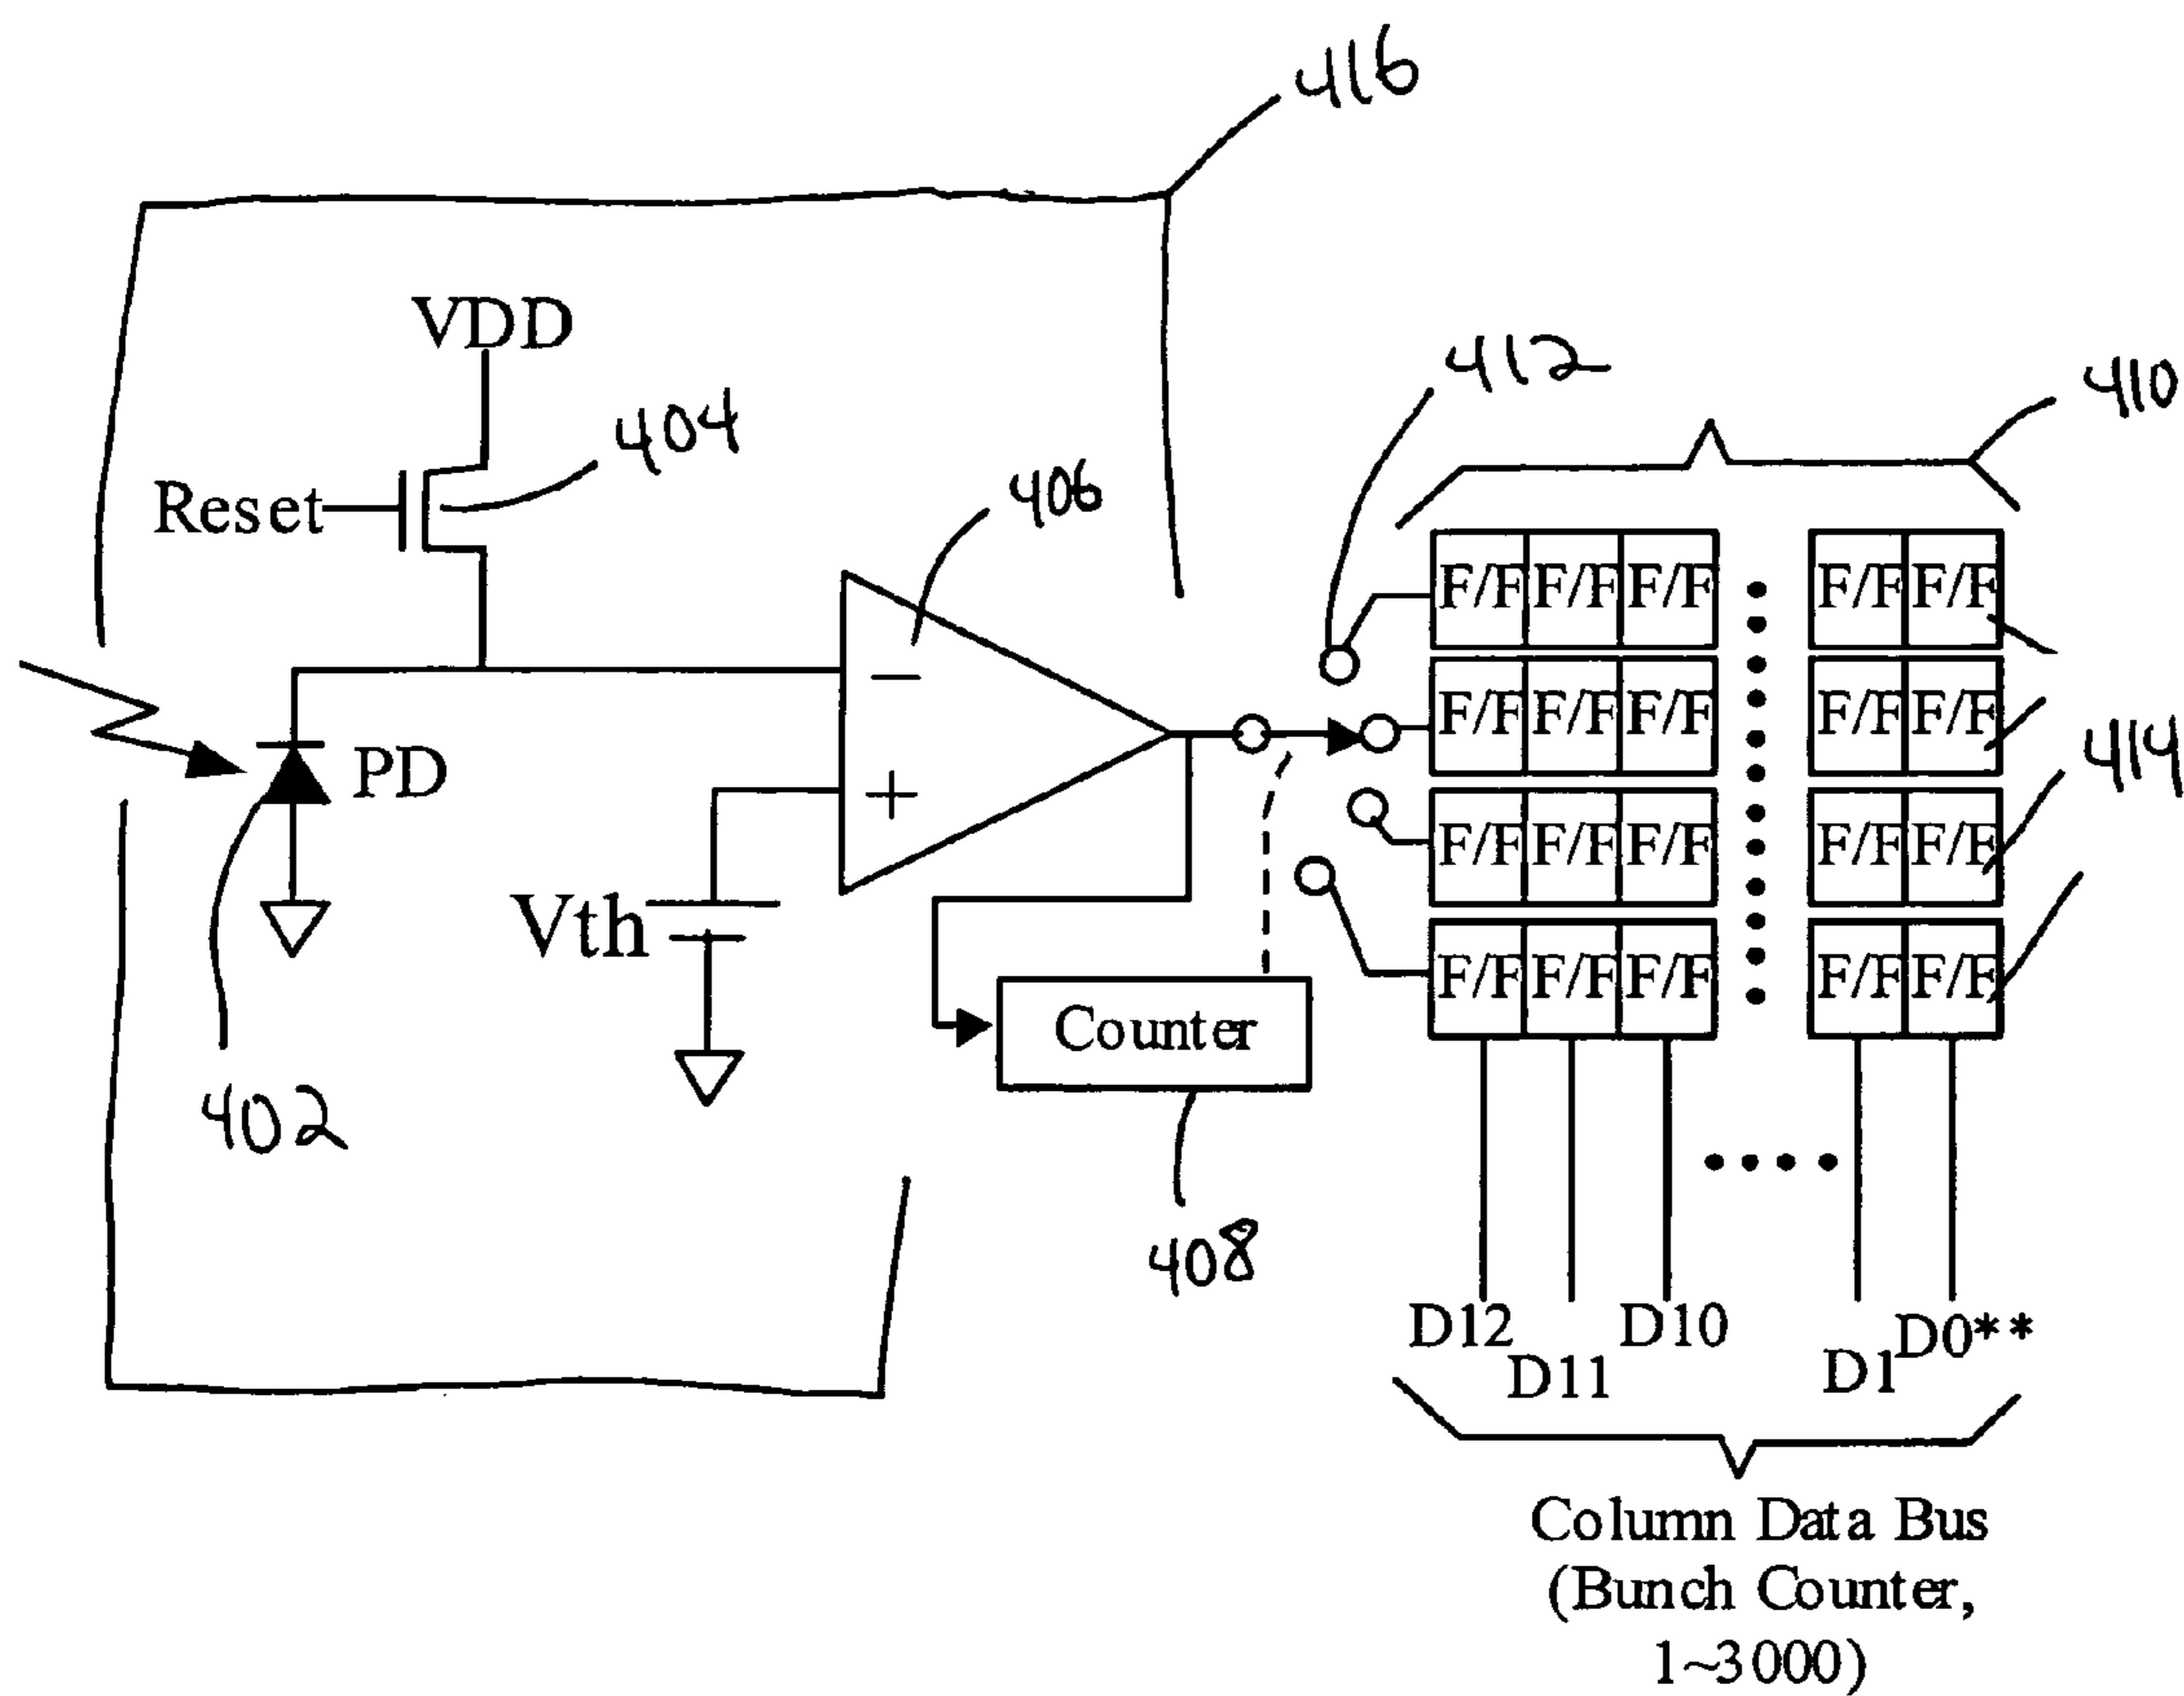 416
VDD
412
410
404
406
Reset
F/F F/F F/F F/F F/F
F/F F/F F/F F/F F/F
−
PD
414
+
F/F F/F F/F F/F F/F
Vth
F/F F/F F/F F/F F/F
Counter
402
408
D12 D11 D10 D1 D0**
Column Data Bus
(Bunch Counter,
1~3000)